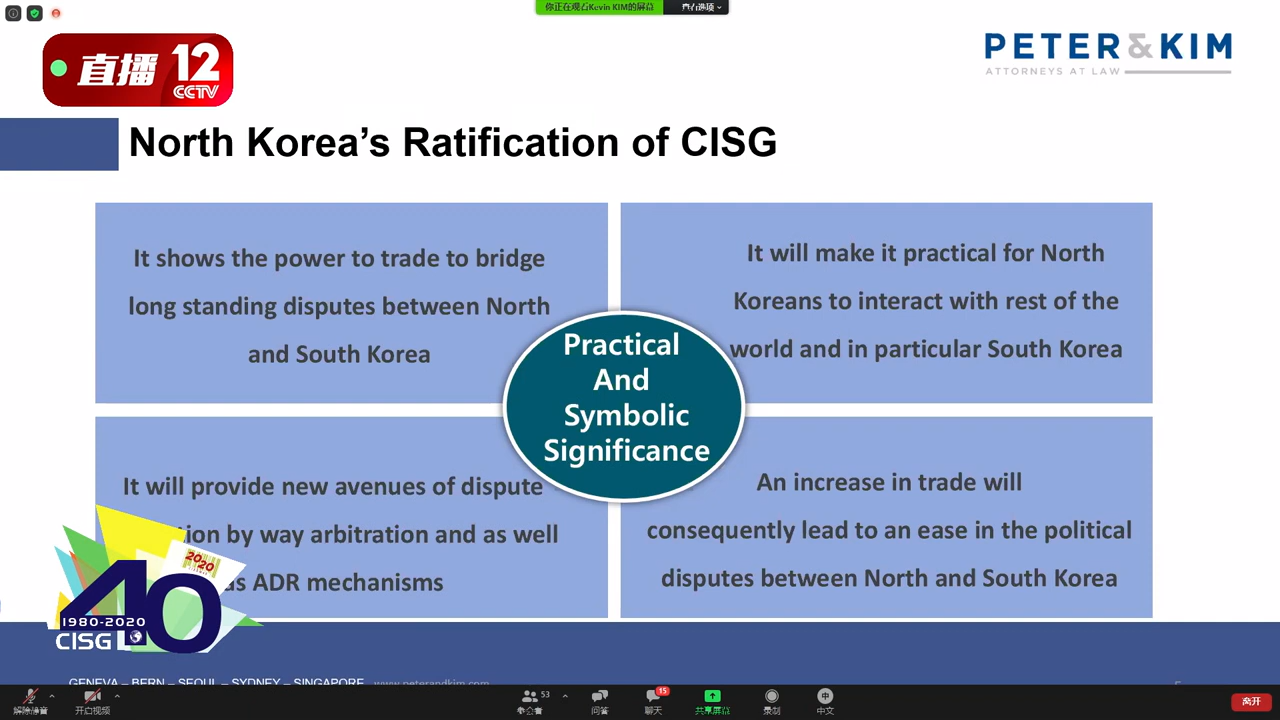 你正在观看Kevin KIM的屏幕
查看选项
直播 12
CCTV
PETER&KIM
ATTORNEYS AT LAW
North Korea’s Ratification of CISG
It shows the power to trade to bridge
long standing disputes between North
and South Korea
It will make it practical for North
Koreans to interact with rest of the
world and in particular South Korea
Practical
And
Symbolic
Significance
It will provide new avenues of dispute
tion by way arbitration and as well
as ADR mechanisms
An increase in trade will
consequently lead to an ease in the political
disputes between North and South Korea
2020
40
1980-2020
CISG
GENEVA – BERN – SEOUL – SYDNEY – SINGAPORE www.peterandkim.com
5
解除静音
开启视频
53
参会者
问答
15
聊天
共享屏幕
录制
中
中文
离开